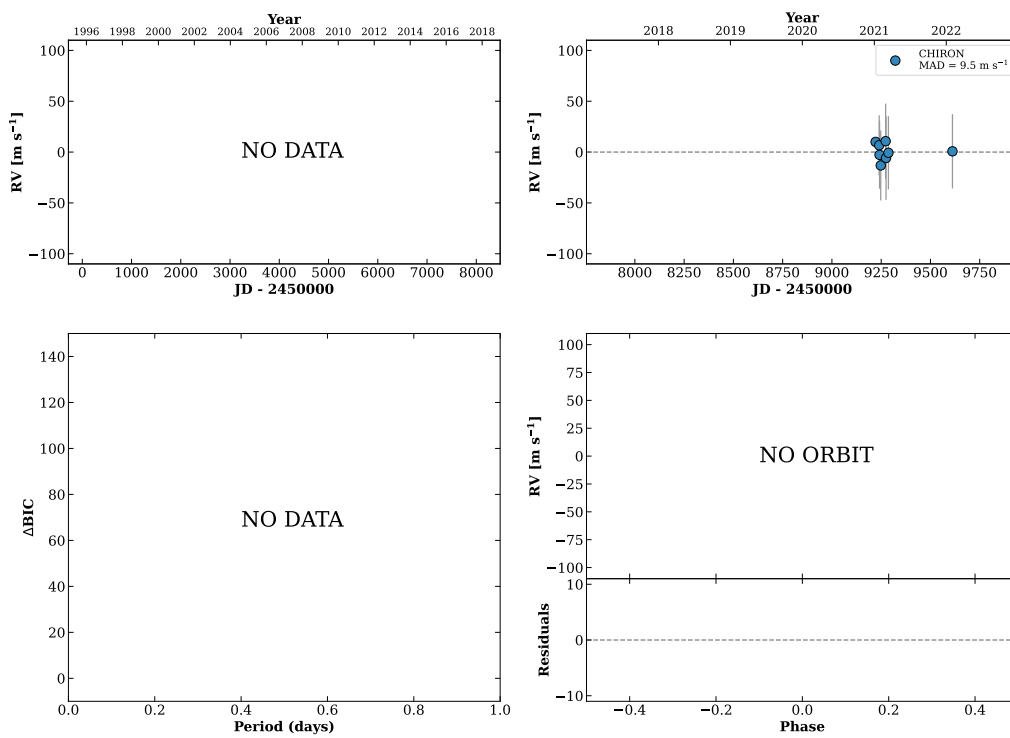 Year
1996 1998 2000 2002 2004 2006 2008 2010 2012 2014 2016 2018
100
50
0
−50
−100
RV [m s⁻¹]
NO DATA
0 1000 2000 3000 4000 5000 6000 7000 8000
JD - 2450000
Year
2018 2019 2020 2021 2022
CHIRON
MAD = 9.5 m s⁻¹
100
50
0
−50
−100
RV [m s⁻¹]
8000 8250 8500 8750 9000 9250 9500 9750
JD - 2450000
140
120
100
80
60
40
20
0
ΔBIC
NO DATA
0.0 0.2 0.4 0.6 0.8 1.0
Period (days)
100
75
50
25
0
−25
−50
−75
−100
RV [m s⁻¹]
NO ORBIT
10
0
−10
Residuals
−0.4 −0.2 0.0 0.2 0.4
Phase